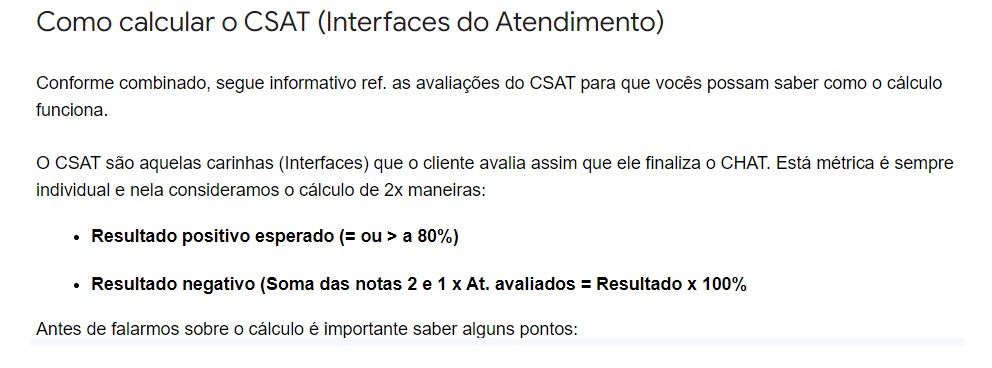 Como calcular o CSAT (Interfaces do Atendimento)
Conforme combinado, segue informativo ref. as avaliações do CSAT para que vocês possam saber como o cálculo
funciona.
O CSAT são aquelas carinhas (Interfaces) que o cliente avalia assim que ele finaliza o CHAT. Está métrica é sempre
individual e nela consideramos o cálculo de 2x maneiras:
• Resultado positivo esperado (= ou > a 80%)
• Resultado negativo (Soma das notas 2 e 1 x At. avaliados = Resultado x 100%
Antes de falarmos sobre o cálculo é importante saber alguns pontos: